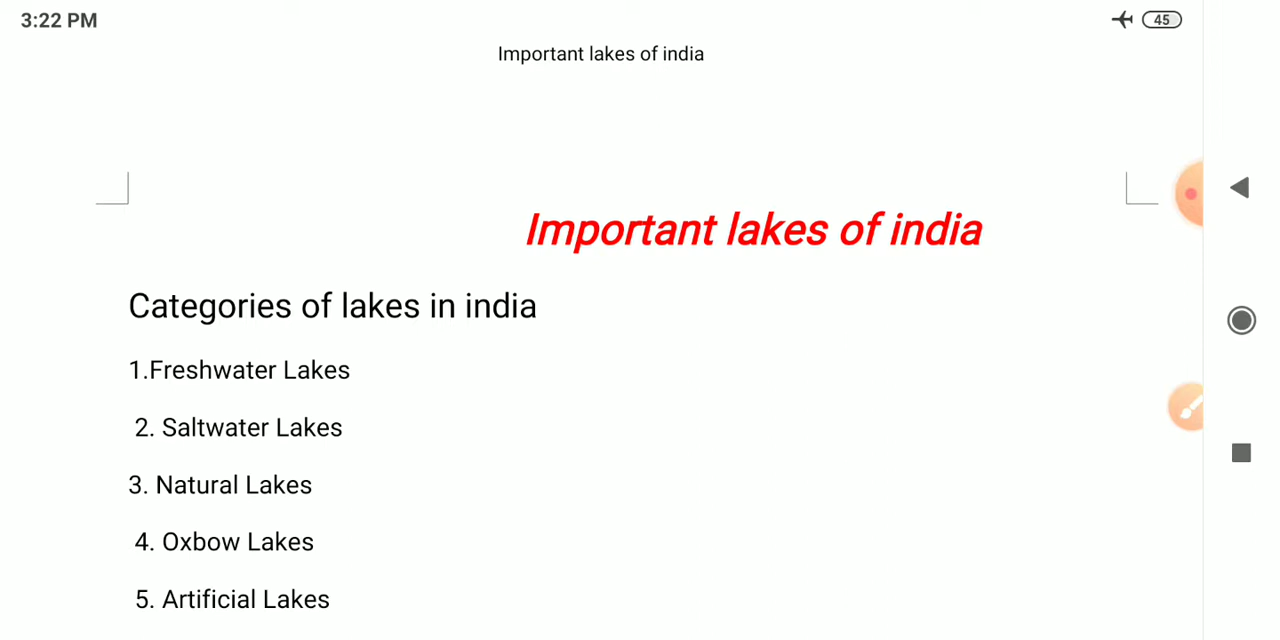 3:22 PM
45
Important lakes of india
Important lakes of india
Categories of lakes in india
1.Freshwater Lakes
2. Saltwater Lakes
3. Natural Lakes
4. Oxbow Lakes
5. Artificial Lakes